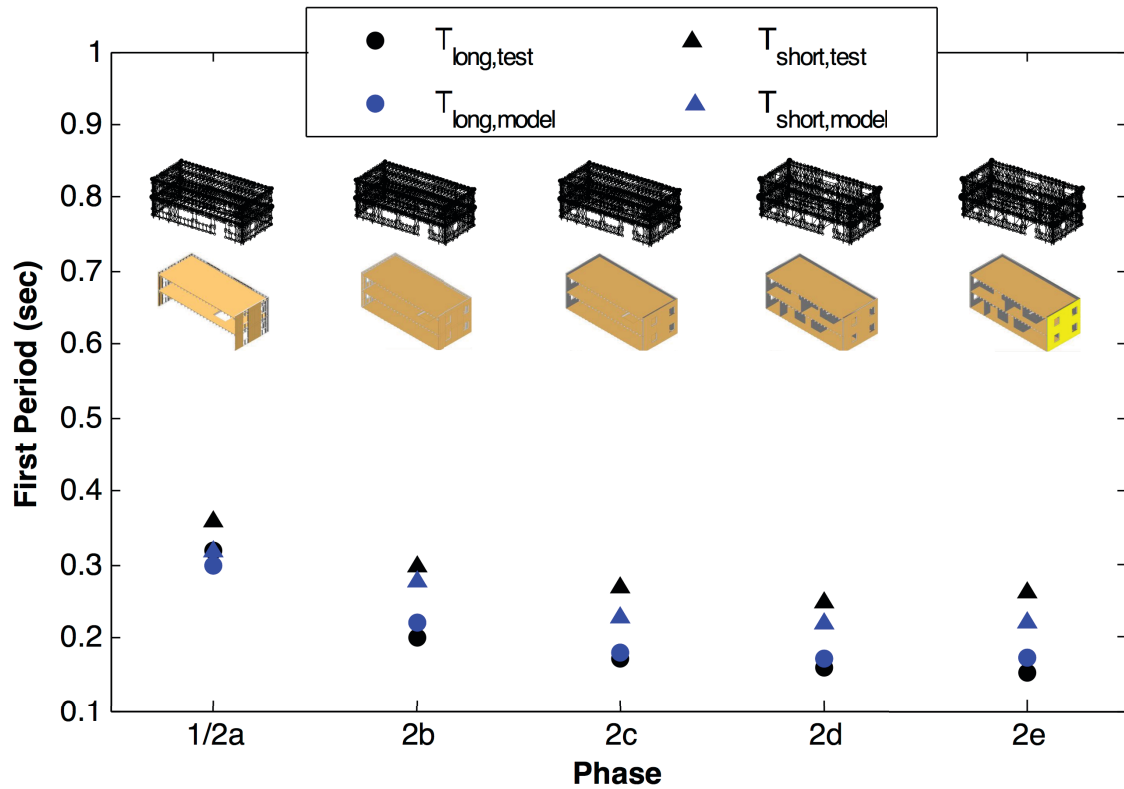 T long,test
T short,test
T long,model
T short,model
1
0.9
0.8
0.7
0.6
0.5
0.4
0.3
0.2
0.1
First Period (sec)
1/2a 2b 2c 2d 2e
Phase